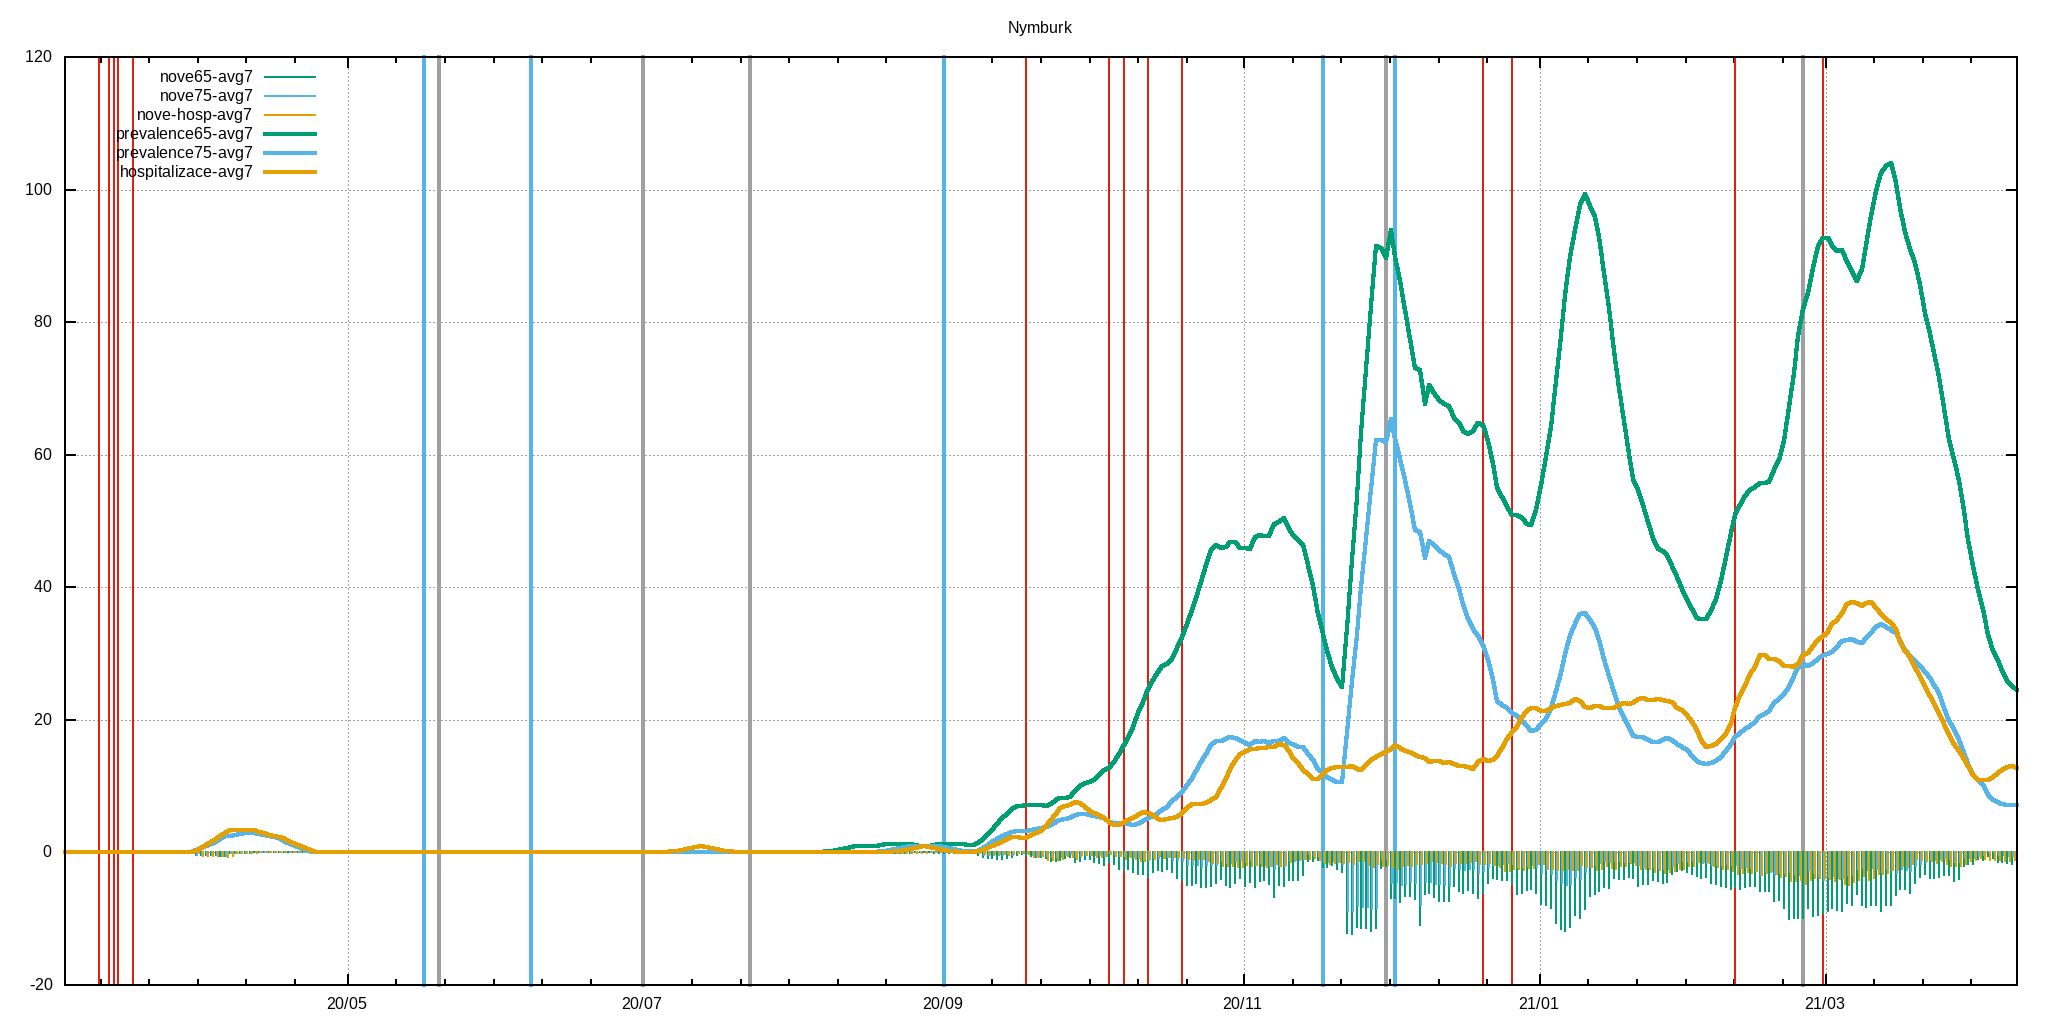 Nymburk
120
100
80
60
40
20
0
-20
nove65-avg7
nove75-avg7
nove-hosp-avg7
prevalence65-avg7
prevalence75-avg7
hospitalizace-avg7
20/05 20/07 20/09 20/11 21/01 21/03